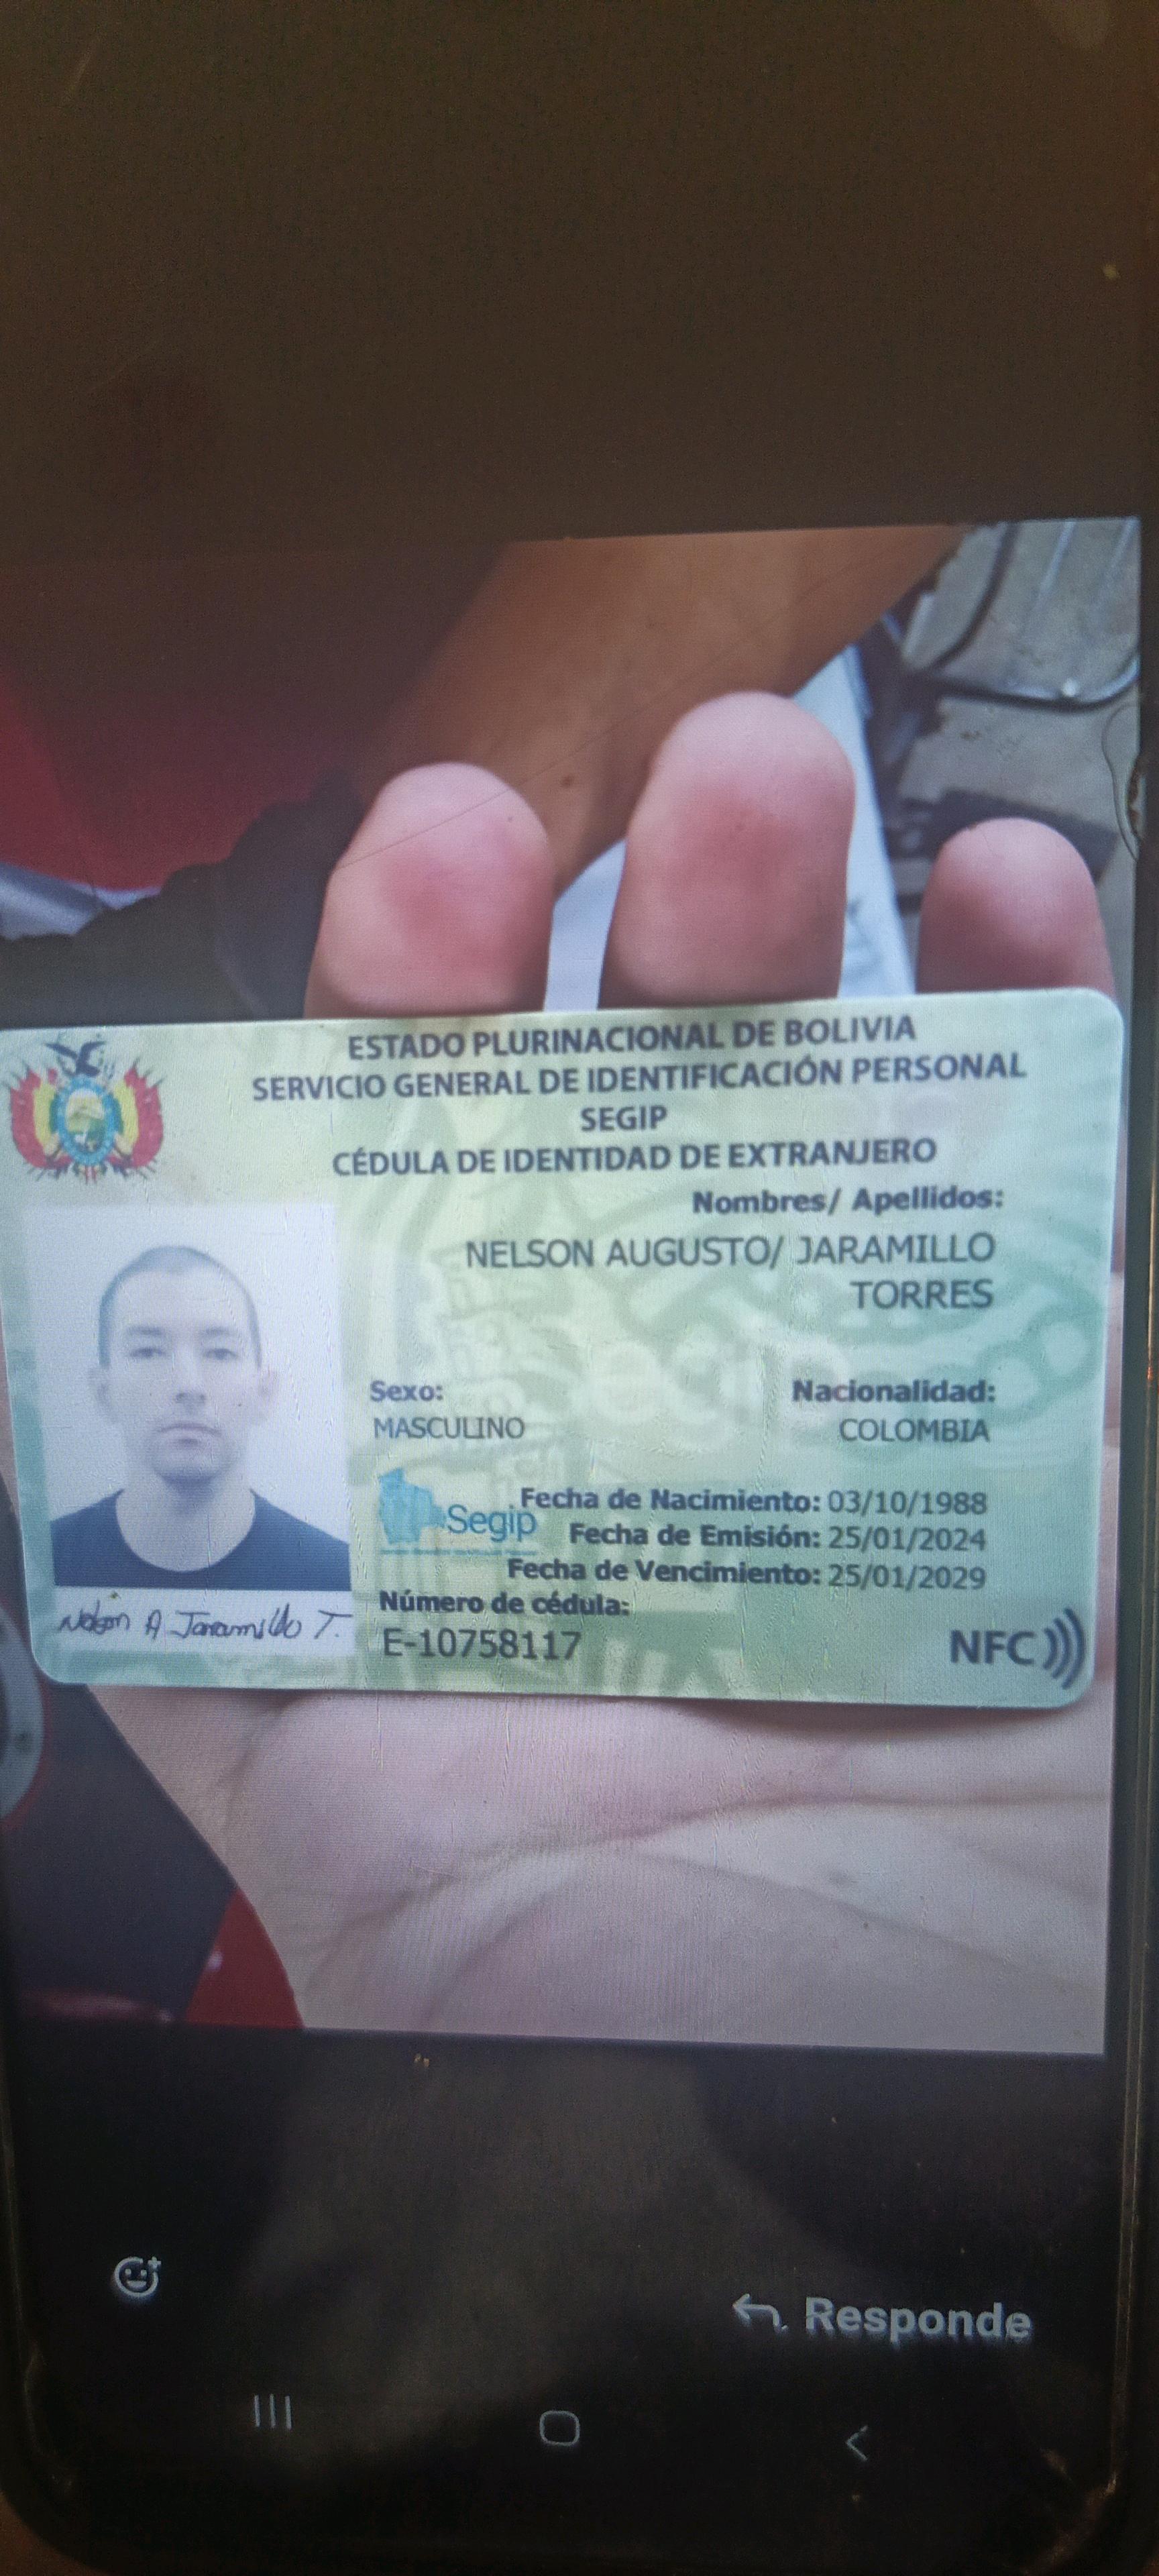 ESTADO PLURINACIONAL DE BOLIVIA
SERVICIO GENERAL DE IDENTIFICACIÓN PERSONAL
SEGIP
CÉDULA DE IDENTIDAD DE EXTRANJERO
Nombres/ Apellidos:
NELSON AUGUSTO/ JARAMILLO
TORRES
Sexo:
Nacionalidad:
MASCULINO
COLOMBIA
Segip
Fecha de Nacimiento: 03/10/1988
Fecha de Emisión: 25/01/2024
Fecha de Vencimiento: 25/01/2029
Número de cédula:
E-10758117
NFC
Nelson A Jaramillo T.
Responde